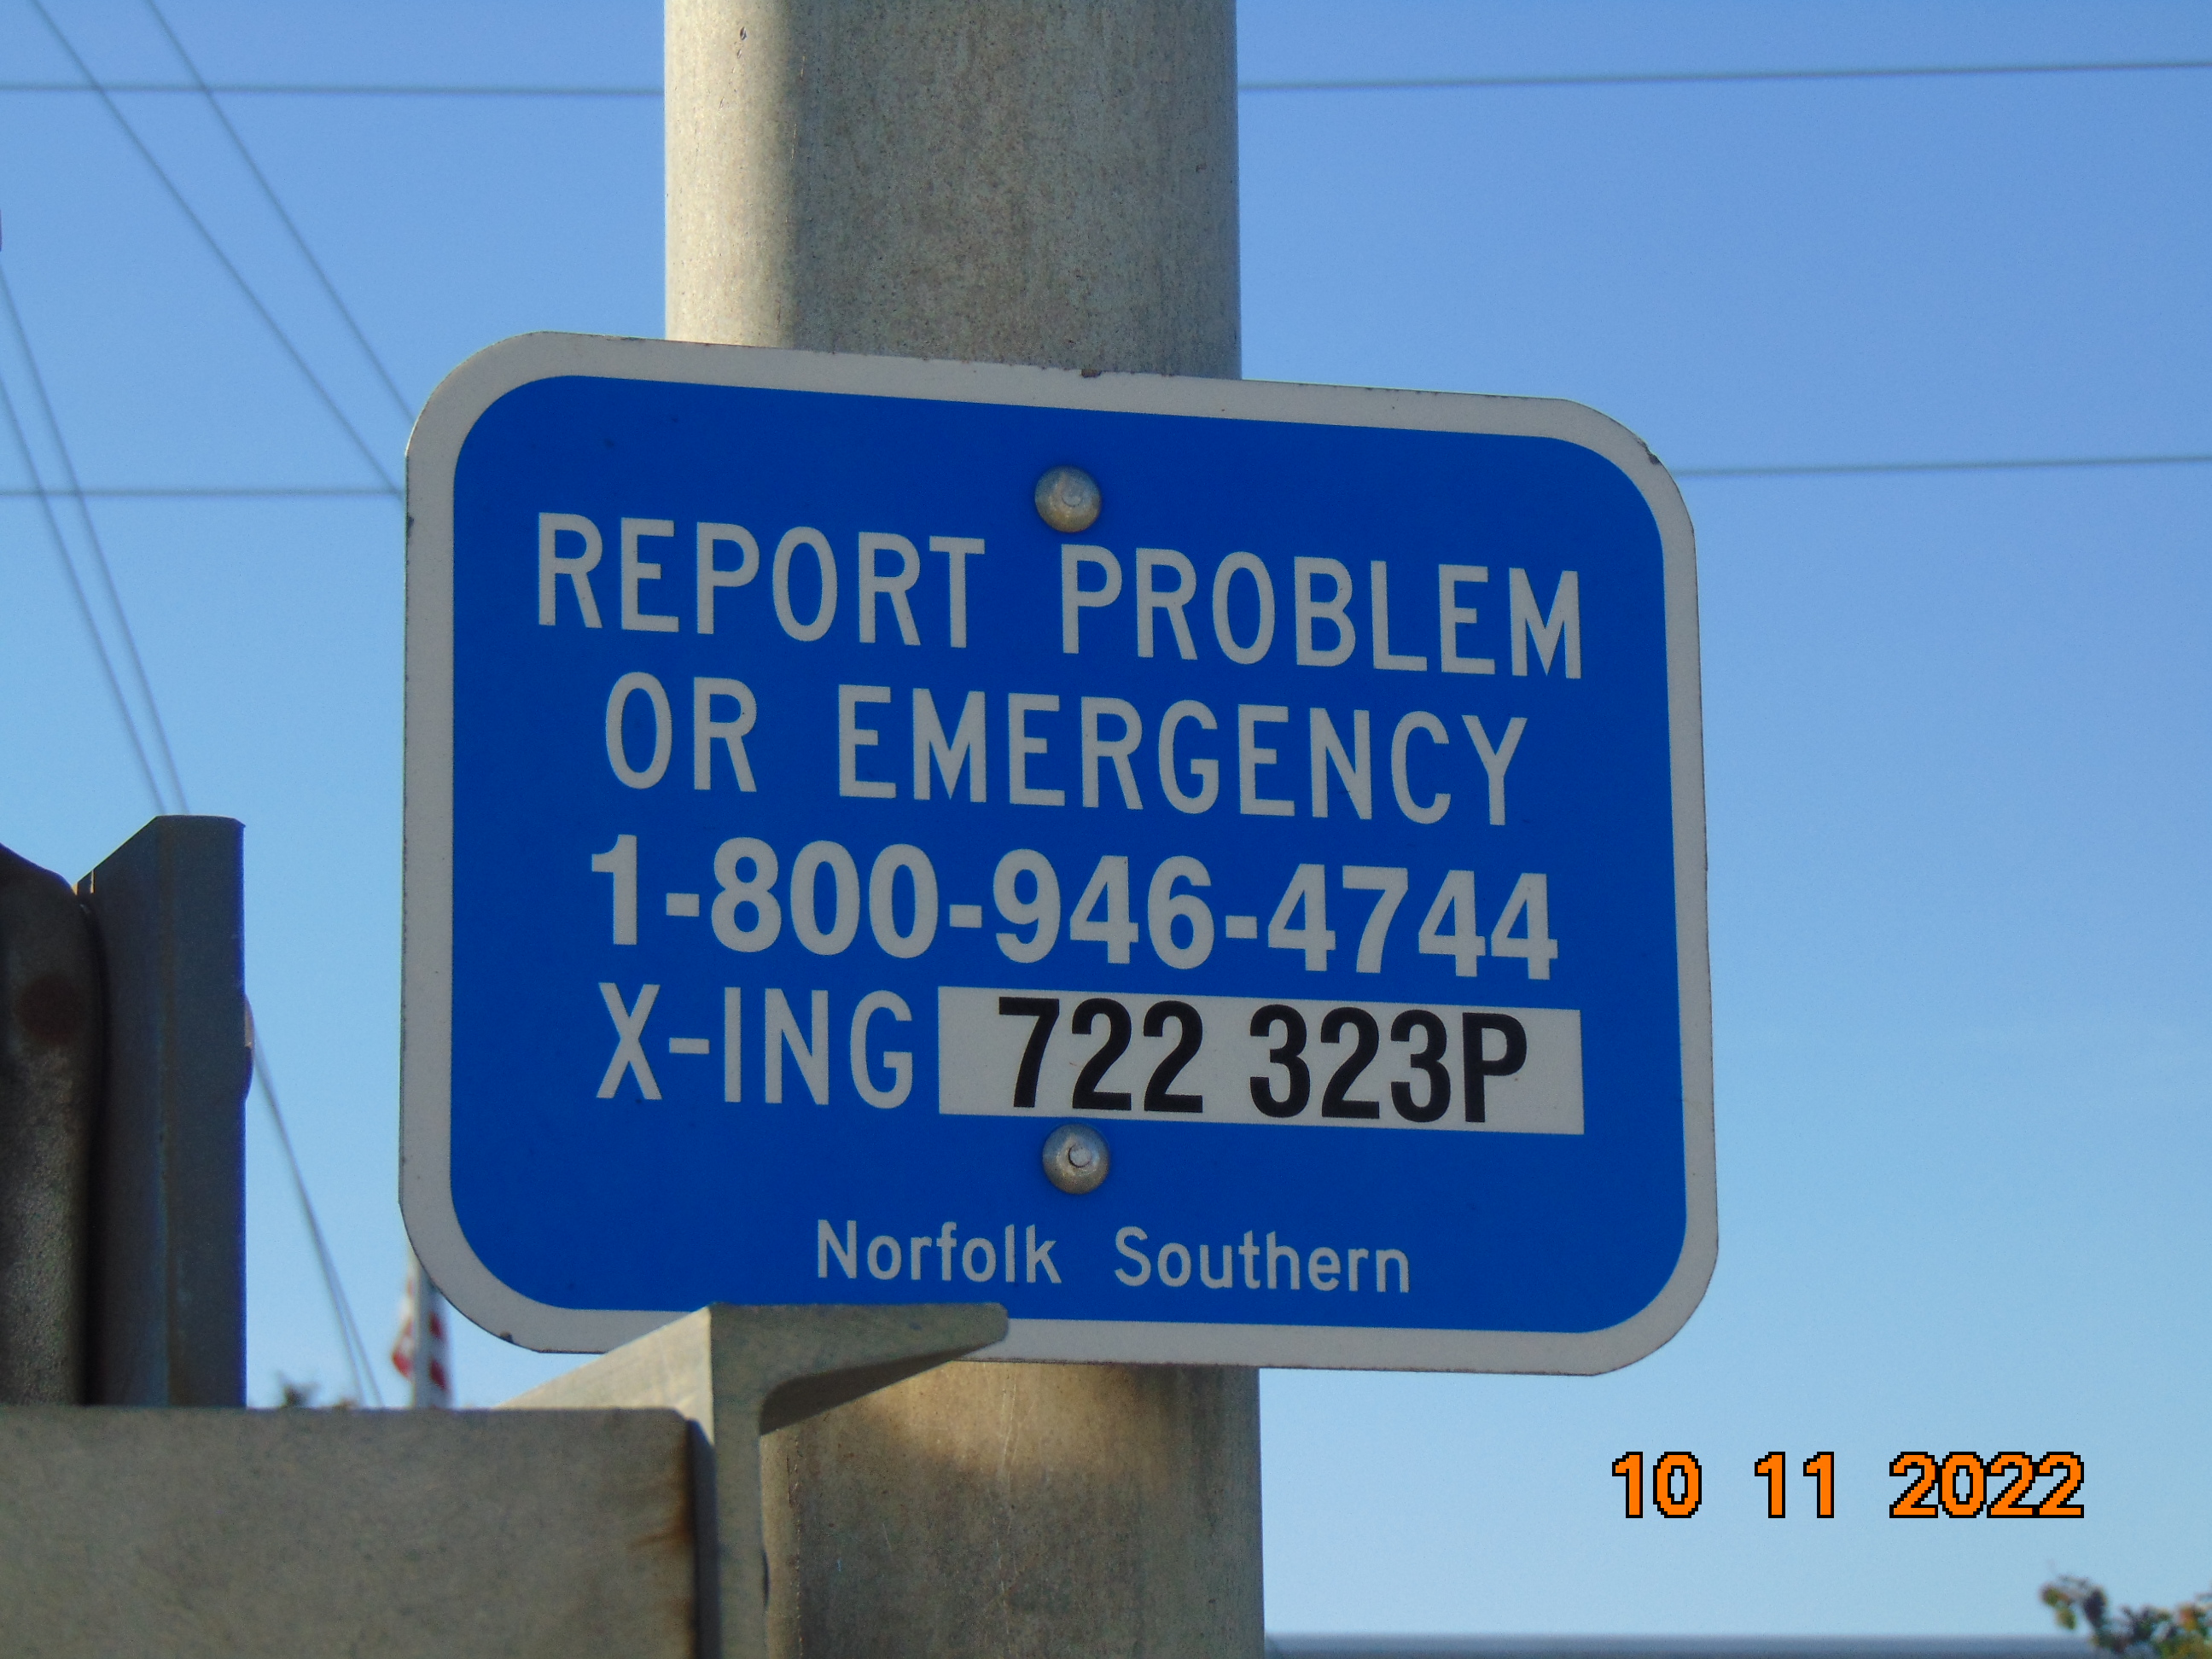 REPORT PROBLEM
OR EMERGENCY
1-800-946-4744
X-ING 722 323P
Norfolk Southern
10 11 2022